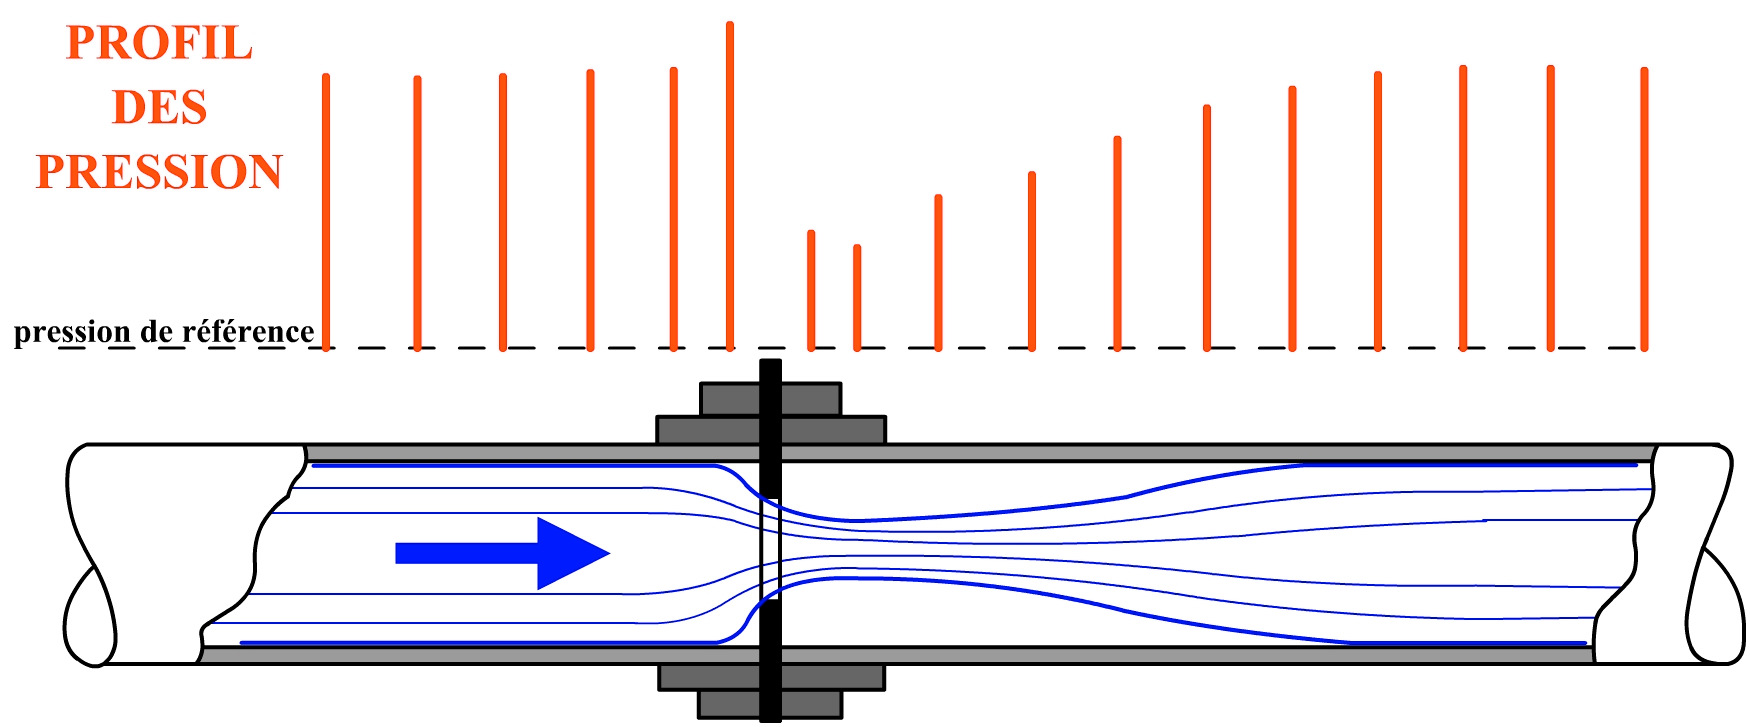 PROFIL
DES
PRESSION
pression de référence